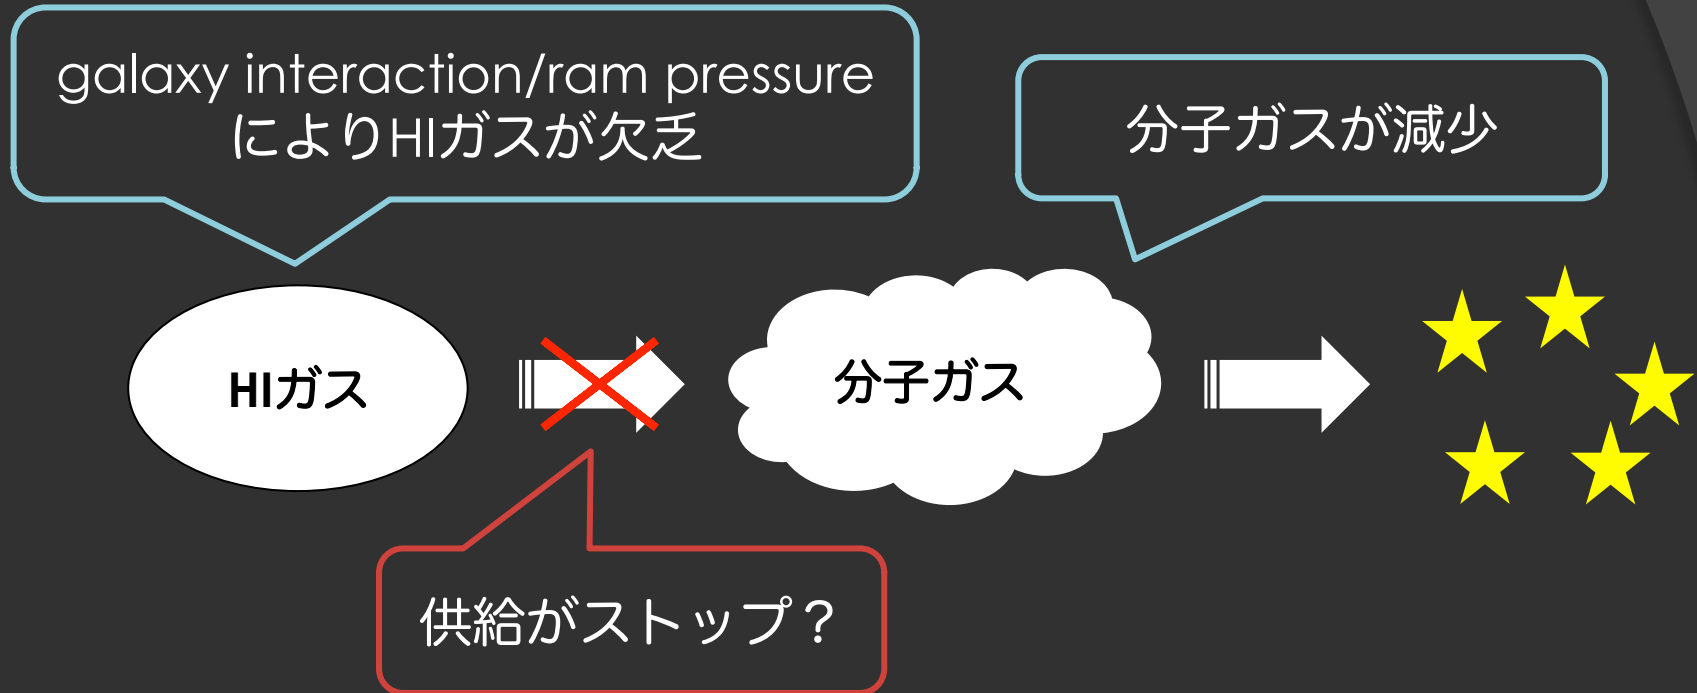 galaxy interaction/ram pressure
によりHIガスが欠乏
分子ガスが減少
HIガス
分子ガス
供給がストップ？